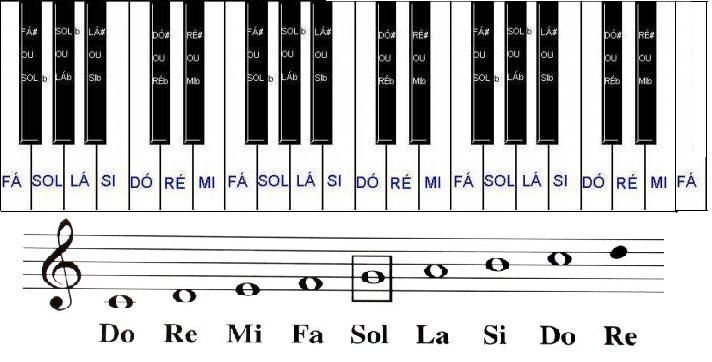 FÁ# SOL b LÁ# DÓ# RÉ# FÁ# SOL b LÁ# DÓ# RÉ# FÁ# SOL b LÁ# DÓ# RÉ#
OU OU OU OU OU OU OU OU OU OU OU OU OU OU OU
SOL b LÁb SIb RÉb MIb SOL b LÁb SIb RÉb MIb SOL b LÁb SIb RÉb MIb
FÁ SOL LÁ SI DÓ RÉ MI FÁ SOL LÁ SI DÓ RÉ MI FÁ SOL LÁ SI DÓ RÉ MI FÁ
Do Re Mi Fa Sol La Si Do Re